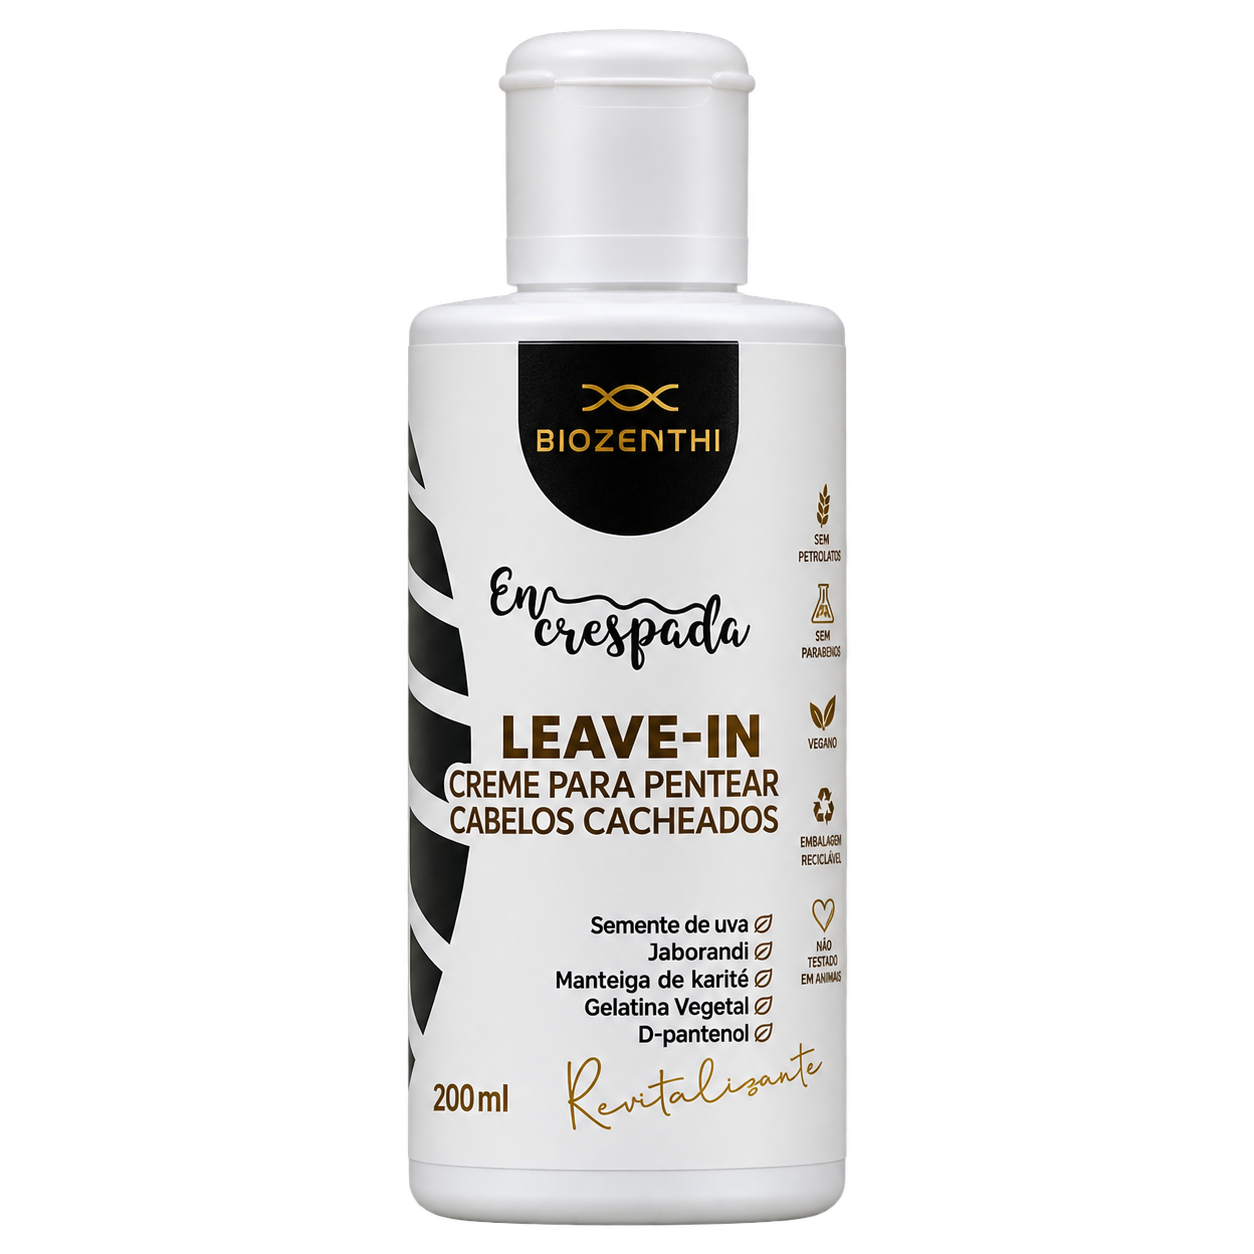 BIOZENTHI
En
crespada
LEAVE-IN
CREME PARA PENTEAR
CABELOS CACHEADOS
Semente de uva
Jaborandi
Manteiga de karité
Gelatina Vegetal
D-pantenol
Revitalizante
200ml
SEM
PETROLATOS
SEM
PARABENOS
VEGANO
EMBALAGEM
RECICLÁVEL
NÃO
TESTADO
EM ANIMAIS